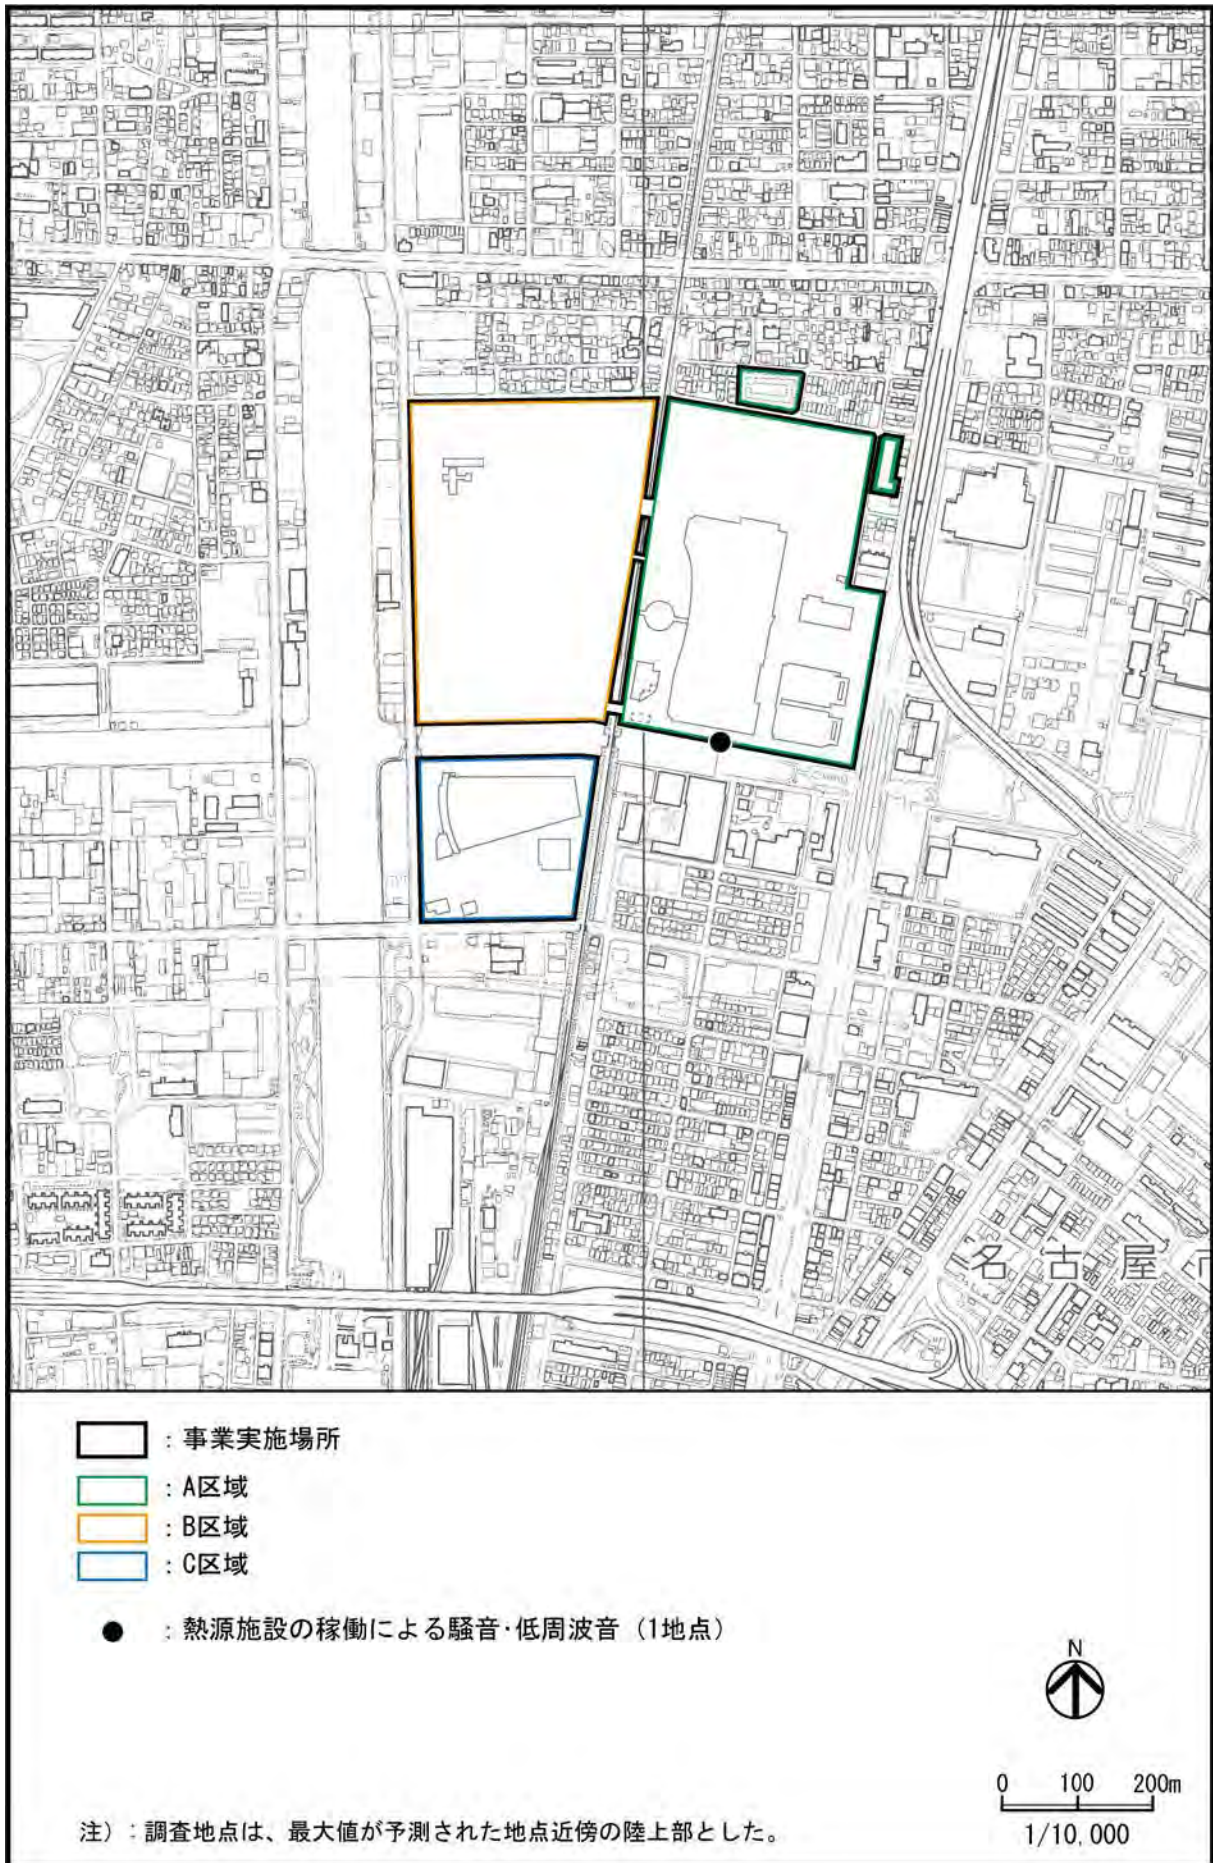 名古屋市
：事業実施場所
：A区域
：B区域
：C区域
：熱源施設の稼働による騒音･低周波音（1地点）
N
0 100 200m
1/10,000
注）：調査地点は、最大値が予測された地点近傍の陸上部とした。